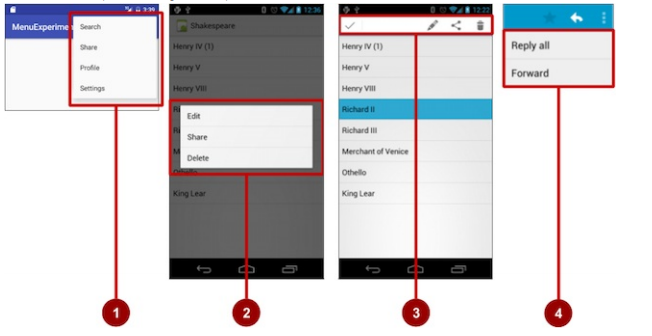 3:39
MenuExperime
Search
Share
Profile
Settings
1
12:36
Shakespeare
Henry IV (1)
Henry V
Henry VIII
Edit
Share
Delete
Othello
King Lear
2
12:22
Henry IV (1)
Henry V
Henry VIII
Richard II
Richard III
Merchant of Venice
Othello
King Lear
3
Reply all
Forward
4